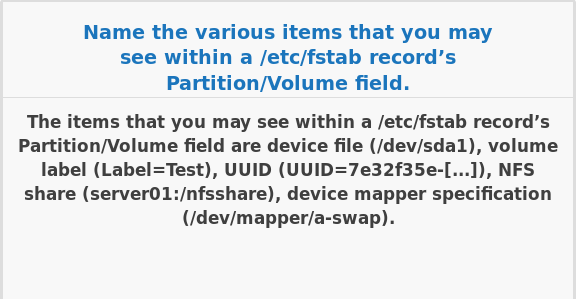 Name the various items that you may
see within a /etc/fstab record’s
Partition/Volume field.
The items that you may see within a /etc/fstab record’s
Partition/Volume field are device file (/dev/sda1), volume
label (Label=Test), UUID (UUID=7e32f35e-[...]), NFS
share (server01:/nfsshare), device mapper specification
(/dev/mapper/a-swap).